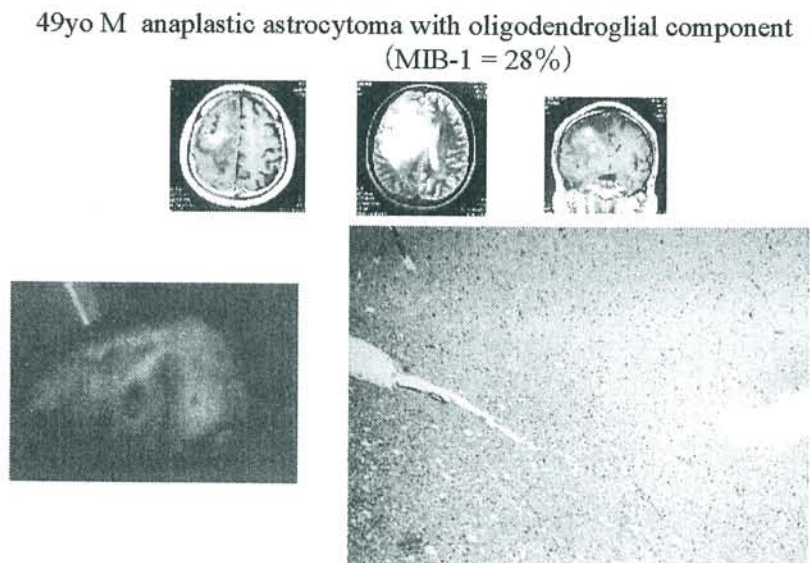 49yo M anaplastic astrocytoma with oligodendroglial component
(MIB-1 = 28%)